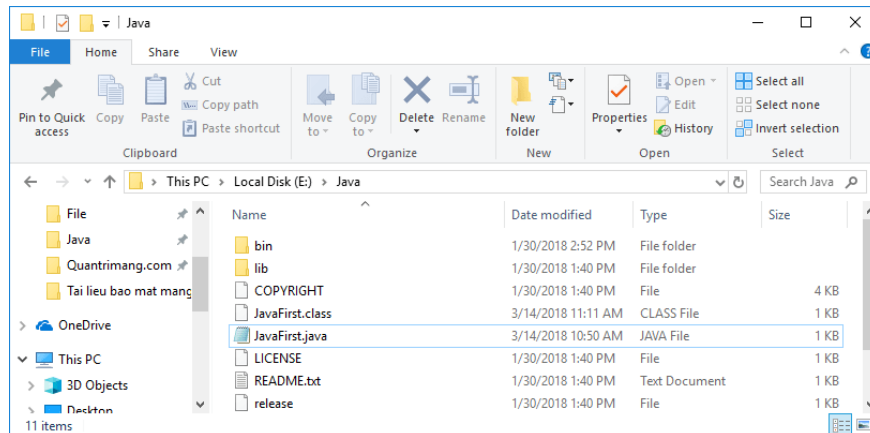 Java
File Home Share View
Pin to Quick access
Copy
Paste
Cut
Copy path
Paste shortcut
Clipboard
Move to
Copy to
Delete
Rename
Organize
New folder
New
Properties
Open
Edit
History
Open
Select all
Select none
Invert selection
Select
This PC > Local Disk (E:) > Java
Search Java
File
Java
Quantrimang.com
Tai lieu bao mat mang
OneDrive
This PC
3D Objects
Desktop
Name Date modified Type Size
bin 1/30/2018 2:52 PM File folder
lib 1/30/2018 1:40 PM File folder
COPYRIGHT 1/30/2018 1:40 PM File 4 KB
JavaFirst.class 3/14/2018 11:11 AM CLASS File 1 KB
JavaFirst.java 3/14/2018 10:50 AM JAVA File 1 KB
LICENSE 1/30/2018 1:40 PM File 1 KB
README.txt 1/30/2018 1:40 PM Text Document 1 KB
release 1/30/2018 1:40 PM File 1 KB
11 items